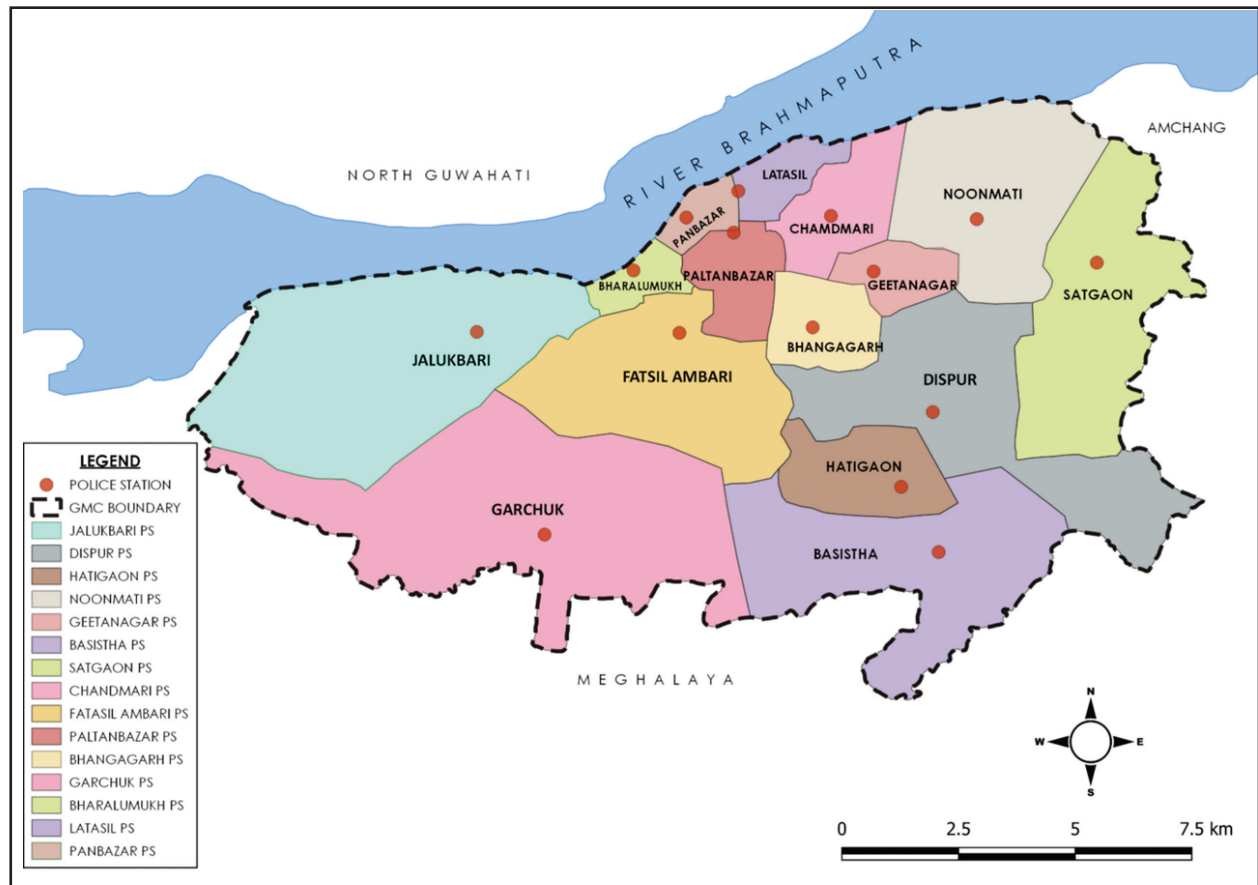 RIVER BRAHMAPUTRA
AMCHANG
NORTH GUWAHATI
LATASIL
NOONMATI
PANBAZAR
CHAMDMARI
PALTANBAZAR
GEETANAGAR
BHARALUMUKH
SATGAON
BHANGAGARH
JALUKBARI
FATSIL AMBARI
DISPUR
HATIGAON
GARCHUK
BASISTHA
MEGHALAYA
LEGEND
POLICE STATION
GMC BOUNDARY
JALUKBARI PS
DISPUR PS
HATIGAON PS
NOONMATI PS
GEETANAGAR PS
BASISTHA PS
SATGAON PS
CHANDMARI PS
FATASIL AMBARI PS
PALTANBAZAR PS
BHANGAGARH PS
GARCHUK PS
BHARALUMUKH PS
LATASIL PS
PANBAZAR PS
N
W E
S
0 2.5 5 7.5 km